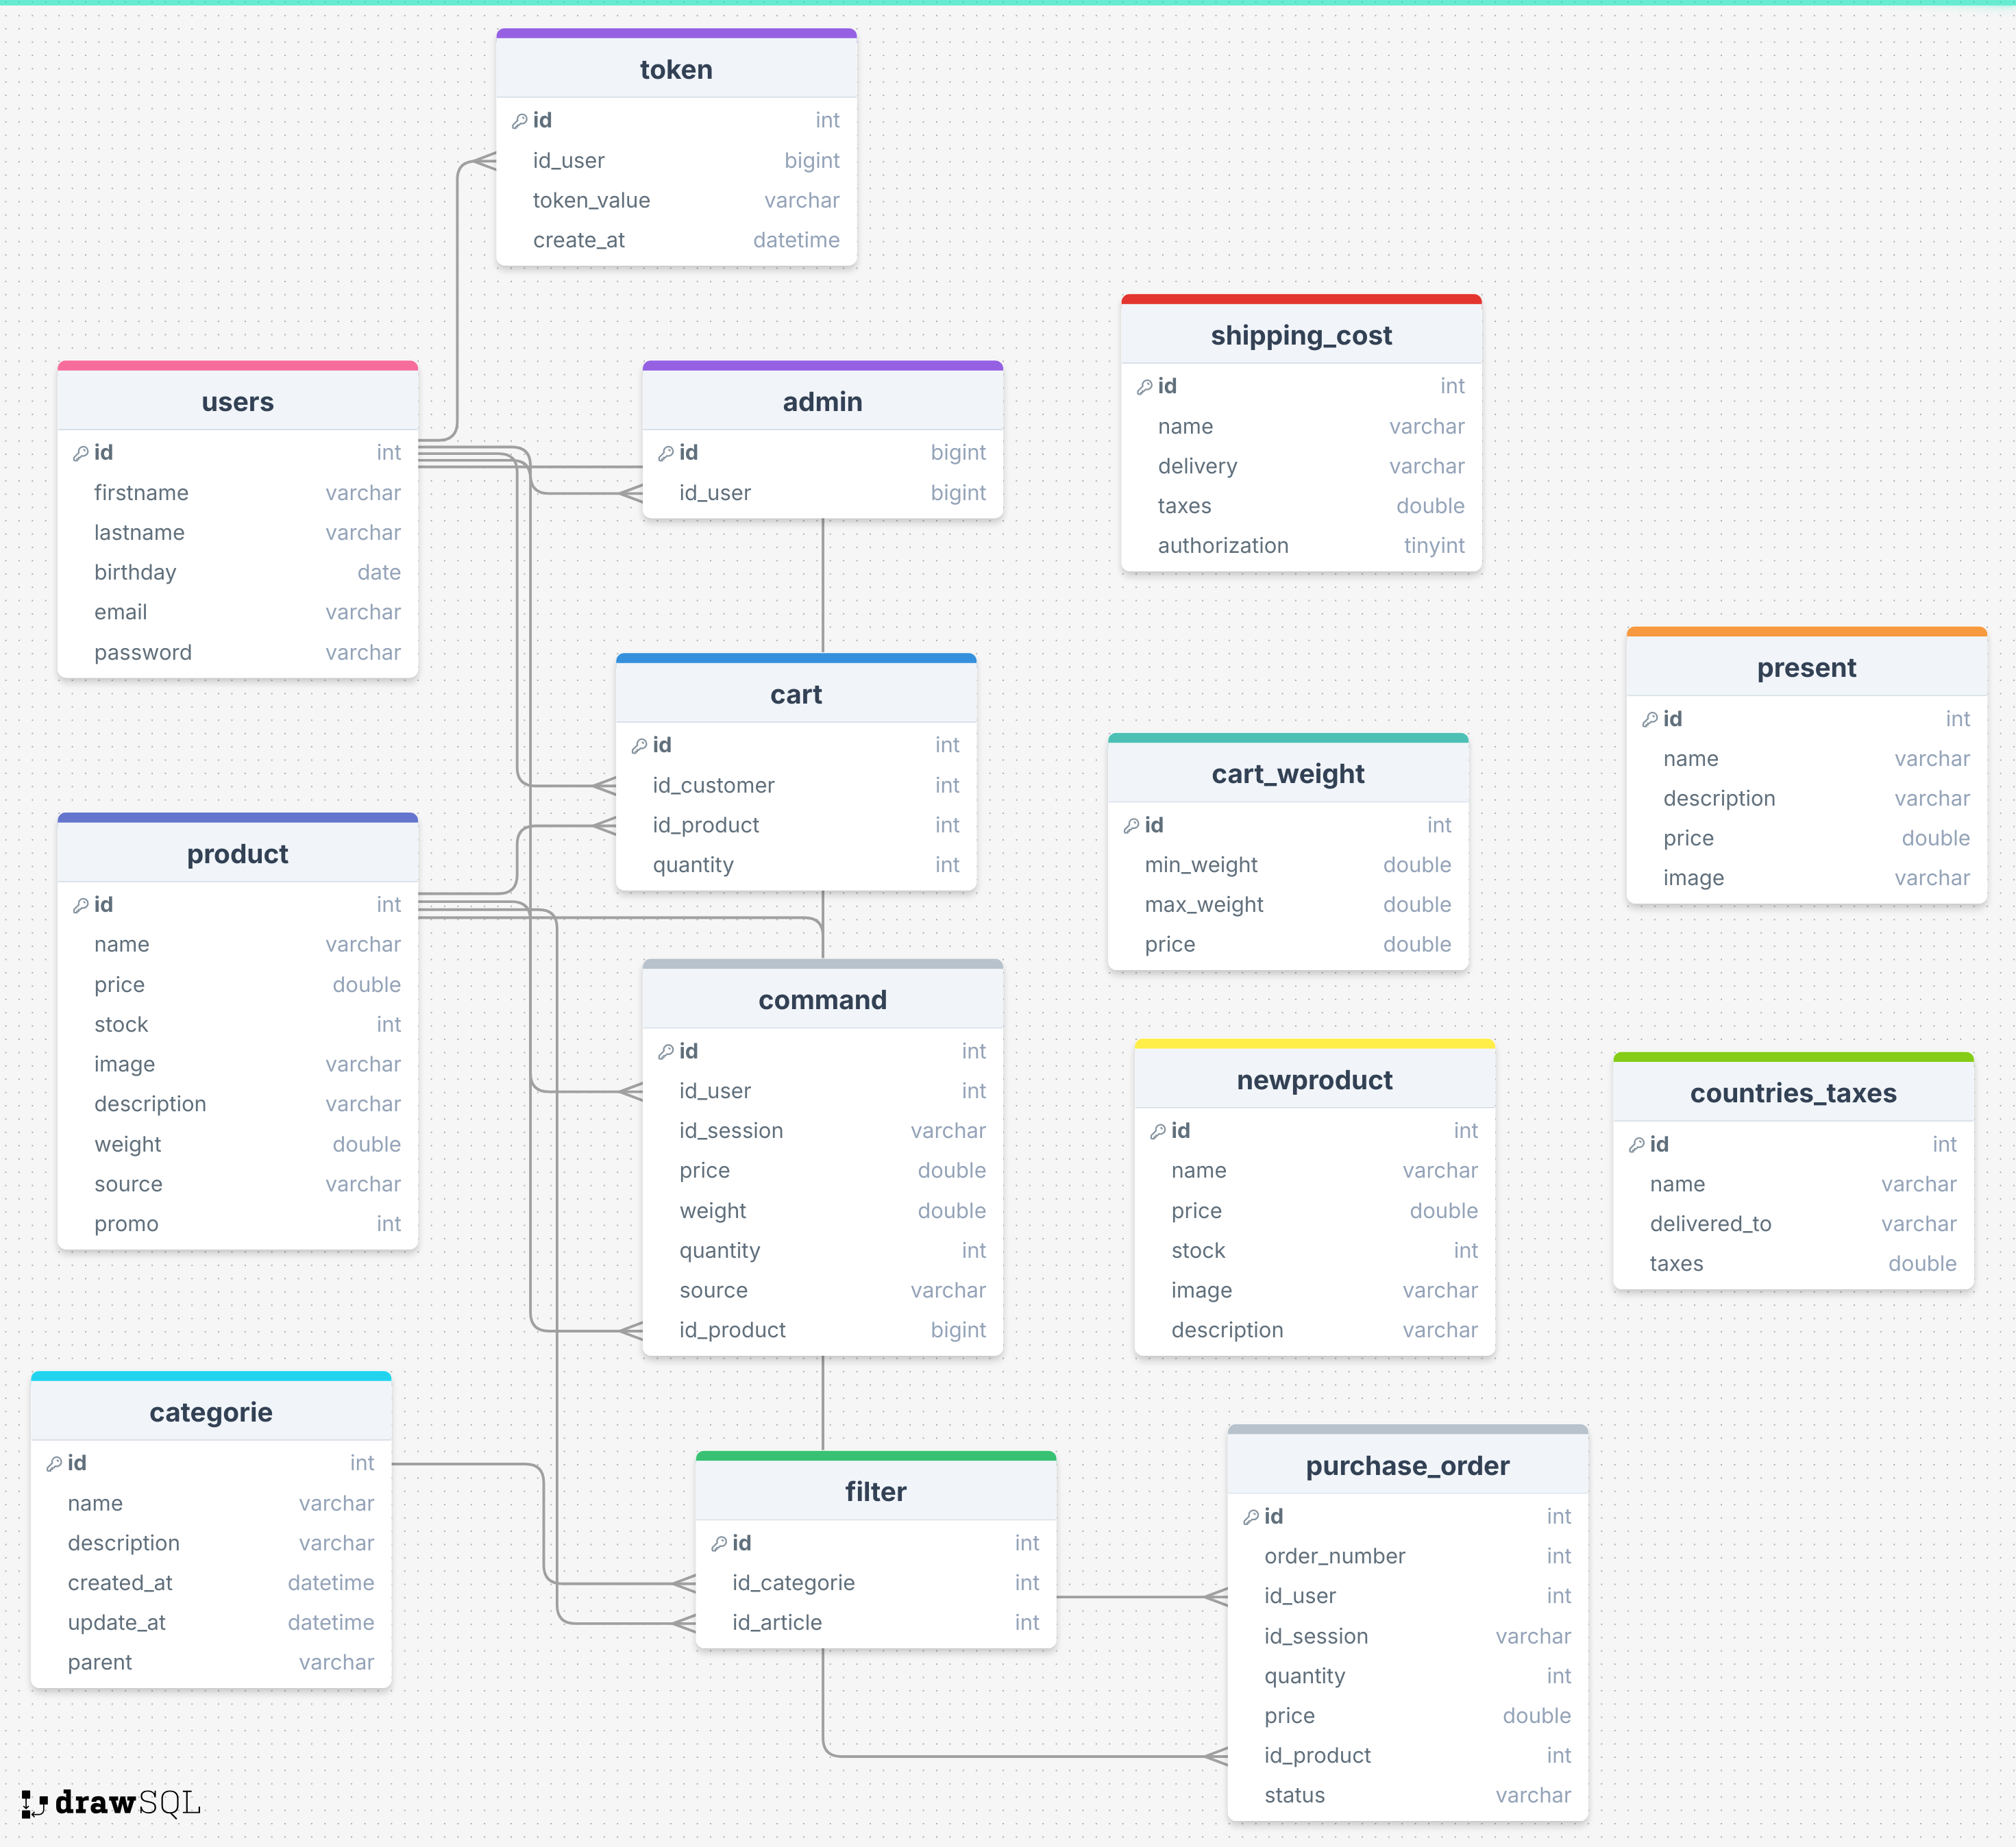 token
id int
id_user bigint
token_value varchar
create_at datetime
shipping_cost
id int
name varchar
delivery varchar
taxes double
authorization tinyint
users
id int
firstname varchar
lastname varchar
birthday date
email varchar
password varchar
admin
id bigint
id_user bigint
present
id int
name varchar
description varchar
price double
image varchar
cart
id int
id_customer int
id_product int
quantity int
cart_weight
id int
min_weight double
max_weight double
price double
product
id int
name varchar
price double
stock int
image varchar
description varchar
weight double
source varchar
promo int
command
id int
id_user int
id_session varchar
price double
weight double
quantity int
source varchar
id_product bigint
newproduct
id int
name varchar
price double
stock int
image varchar
description varchar
countries_taxes
id int
name varchar
delivered_to varchar
taxes double
categorie
id int
name varchar
description varchar
created_at datetime
update_at datetime
parent varchar
filter
id int
id_categorie int
id_article int
purchase_order
id int
order_number int
id_user int
id_session varchar
quantity int
price double
id_product int
status varchar
drawSQL